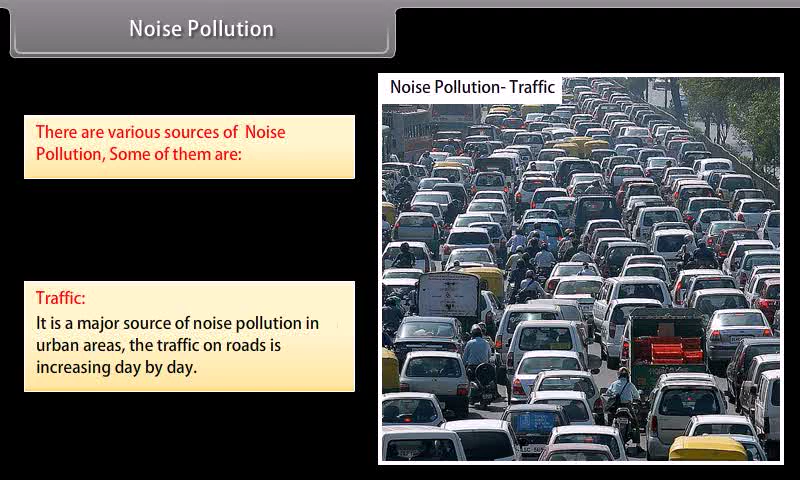 Noise Pollution
Noise Pollution- Traffic
There are various sources of Noise
Pollution, Some of them are:
Traffic:
It is a major source of noise pollution in
urban areas, the traffic on roads is
increasing day by day.